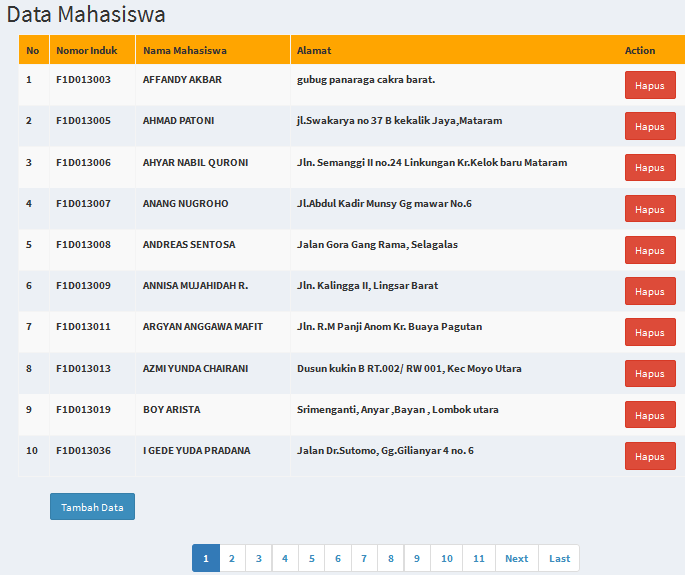 Data Mahasiswa
No Nomor Induk Nama Mahasiswa Alamat Action
1 F1D013003 AFFANDY AKBAR gubug panaraga cakra barat. Hapus
2 F1D013005 AHMAD PATONI jl.Swakarya no 37 B kekalik Jaya,Mataram Hapus
3 F1D013006 AHYAR NABIL QURONI Jln. Semanggi II no.24 Linkungan Kr.Kelok baru Mataram Hapus
4 F1D013007 ANANG NUGROHO Jl.Abdul Kadir Munsy Gg mawar No.6 Hapus
5 F1D013008 ANDREAS SENTOSA Jalan Gora Gang Rama, Selagalas Hapus
6 F1D013009 ANNISA MUJAHIDAH R. Jln. Kalingga II, Lingsar Barat Hapus
7 F1D013011 ARGYAN ANGGAWA MAFIT Jln. R.M Panji Anom Kr. Buaya Pagutan Hapus
8 F1D013013 AZMI YUNDA CHAIRANI Dusun kukin B RT.002/ RW 001, Kec Moyo Utara Hapus
9 F1D013019 BOY ARISTA Srimenganti, Anyar ,Bayan , Lombok utara Hapus
10 F1D013036 I GEDE YUDA PRADANA Jalan Dr.Sutomo, Gg.Gilianyar 4 no. 6 Hapus
Tambah Data
1 2 3 4 5 6 7 8 9 10 11 Next Last